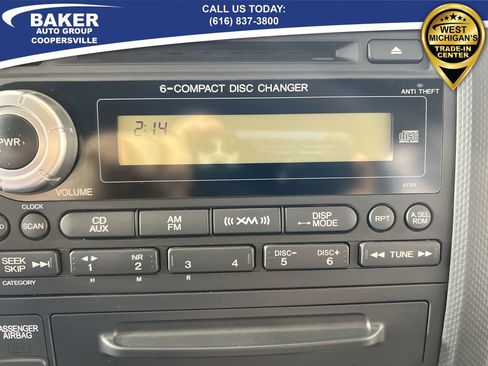 BAKER
AUTO GROUP
COOPERSVILLE
CALL US TODAY:
(616) 837-3800
WEST
MICHIGAN'S
TRADE-IN
CENTER
6-COMPACT DISC CHANGER
ANTI THEFT
2:14
PWR
VOLUME
CLOCK
SCAN
CD
AUX
AM
FM
XM
DISP
MODE
RPT
A.SEL
RDM
SEEK
SKIP
CATEGORY
1
NR
2
3
4
DISC-
5
DISC+
6
TUNE
H
M
R
PASSENGER
AIRBAG